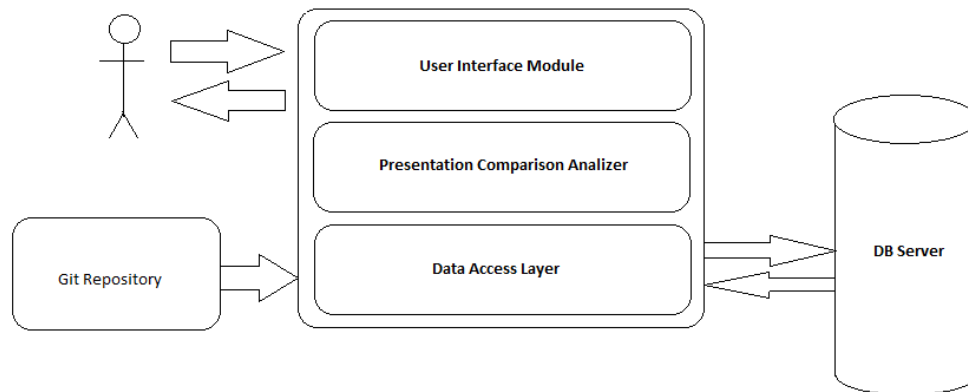 User Interface Module
Presentation Comparison Analizer
Data Access Layer
Git Repository
DB Server